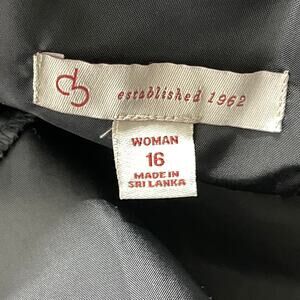 established 1962
WOMAN
16
MADE IN
SRI LANKA